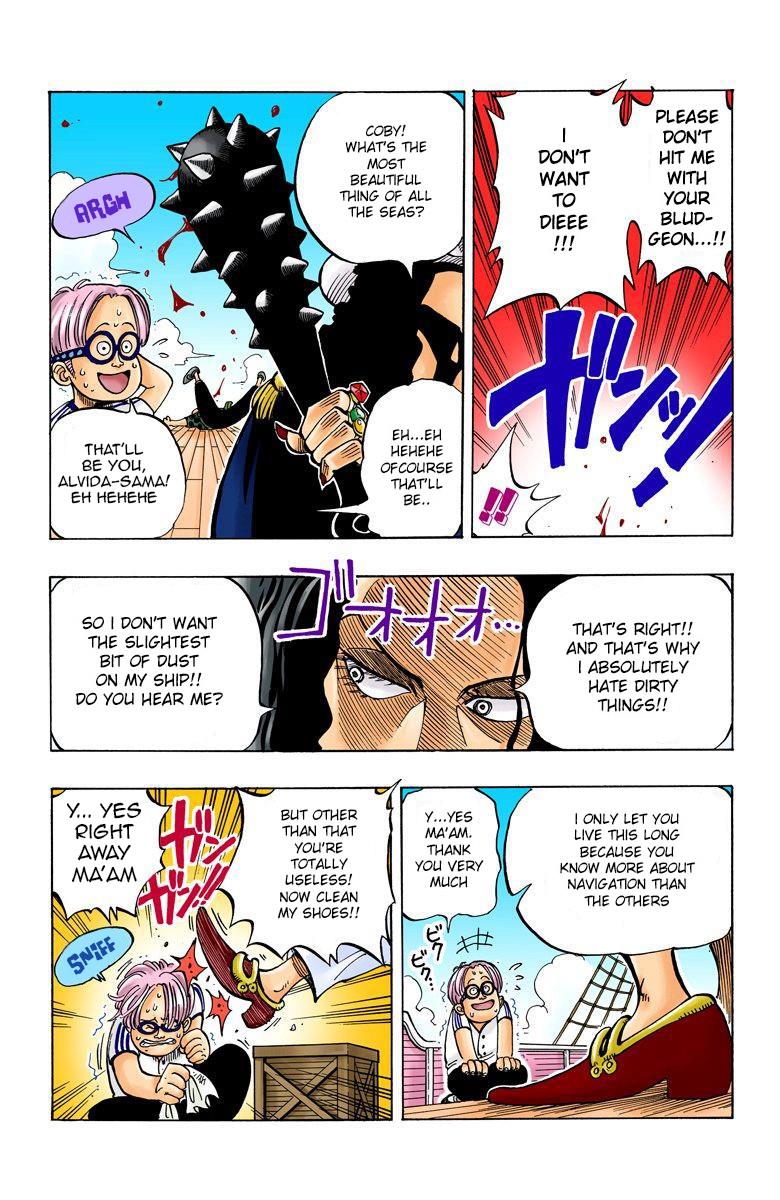 PLEASE
DON'T
HIT ME
WITH
YOUR
BLUD-
GEON...!!
I
DON'T
WANT
TO
DIEEE
!!!
ガンッ
!!
COBY!
WHAT'S THE
MOST
BEAUTIFUL
THING OF ALL
THE SEAS?
ARGH
EH...EH
HEHEHE
OFCOURSE
THAT'LL
BE..
THAT'LL
BE YOU,
ALVIDA-SAMA!
EH HEHEHE
THAT'S RIGHT!!
AND THAT'S WHY
I ABSOLUTELY
HATE DIRTY
THINGS!!
ゴオオオ...
SO I DON'T WANT
THE SLIGHTEST
BIT OF DUST
ON MY SHIP!!
DO YOU HEAR ME?
I ONLY LET YOU
LIVE THIS LONG
BECAUSE YOU
KNOW MORE ABOUT
NAVIGATION THAN
THE OTHERS
Y...YES
MA'AM.
THANK
YOU VERY
MUCH
ビク
ビク...
BUT OTHER
THAN THAT
YOU'RE
TOTALLY
USELESS!
NOW CLEAN
MY SHOES!!
ガン
ガン!!
Y... YES
RIGHT
AWAY
MA'AM
SNIFF